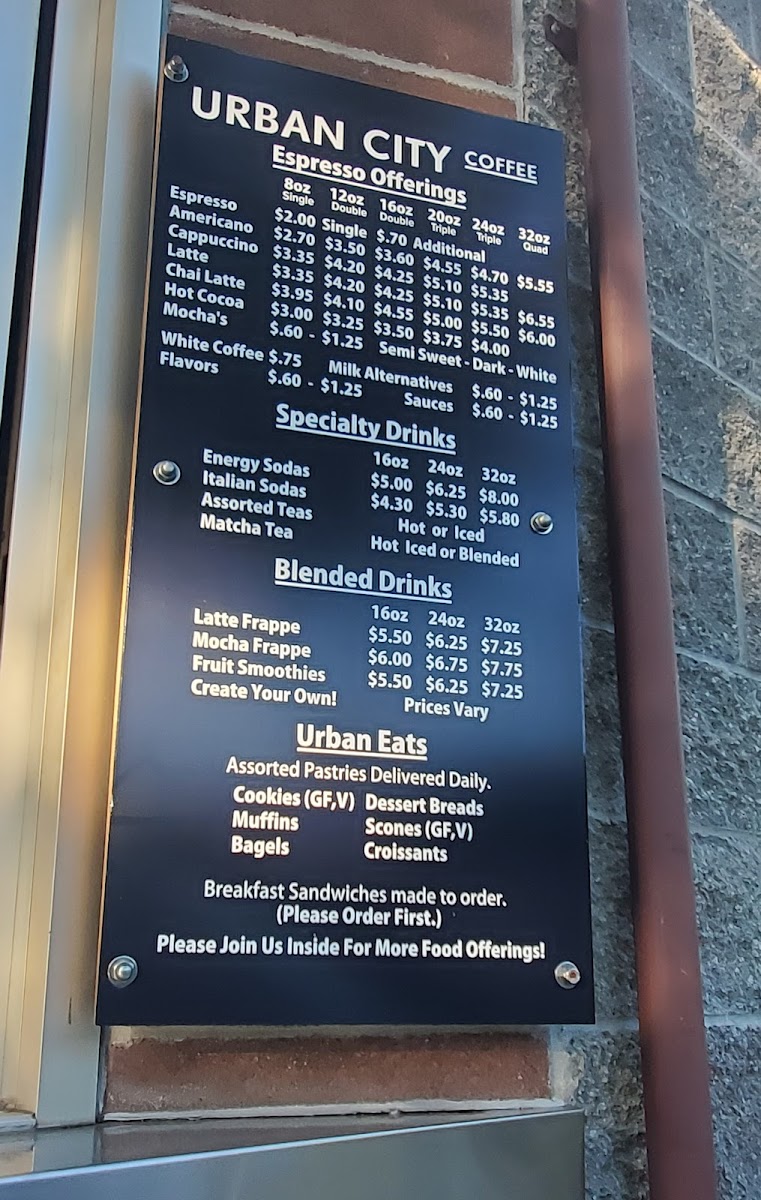 URBAN CITY COFFEE
Espresso Offerings
8oz 12oz 16oz 20oz 24oz 32oz
Single Double Double Triple Triple Quad
Espresso $2.00 Single $.70 Additional
Americano $2.70 $3.50 $3.60 $4.55 $4.70 $5.55
Cappuccino $3.35 $4.20 $4.25 $5.10 $5.35
Latte $3.35 $4.20 $4.25 $5.10 $5.35 $6.55
Chai Latte $3.95 $4.10 $4.55 $5.00 $5.50 $6.00
Hot Cocoa $3.00 $3.25 $3.50 $3.75 $4.00
Mocha's $.60 - $1.25 Semi Sweet - Dark - White
White Coffee $.75 Milk Alternatives $.60 - $1.25
Flavors $.60 - $1.25 Sauces $.60 - $1.25
Specialty Drinks
16oz 24oz 32oz
Energy Sodas $5.00 $6.25 $8.00
Italian Sodas $4.30 $5.30 $5.80
Assorted Teas Hot or Iced
Matcha Tea Hot Iced or Blended
Blended Drinks
16oz 24oz 32oz
Latte Frappe $5.50 $6.25 $7.25
Mocha Frappe $6.00 $6.75 $7.75
Fruit Smoothies $5.50 $6.25 $7.25
Create Your Own! Prices Vary
Urban Eats
Assorted Pastries Delivered Daily.
Cookies (GF,V) Dessert Breads
Muffins Scones (GF,V)
Bagels Croissants
Breakfast Sandwiches made to order.
(Please Order First.)
Please Join Us Inside For More Food Offerings!